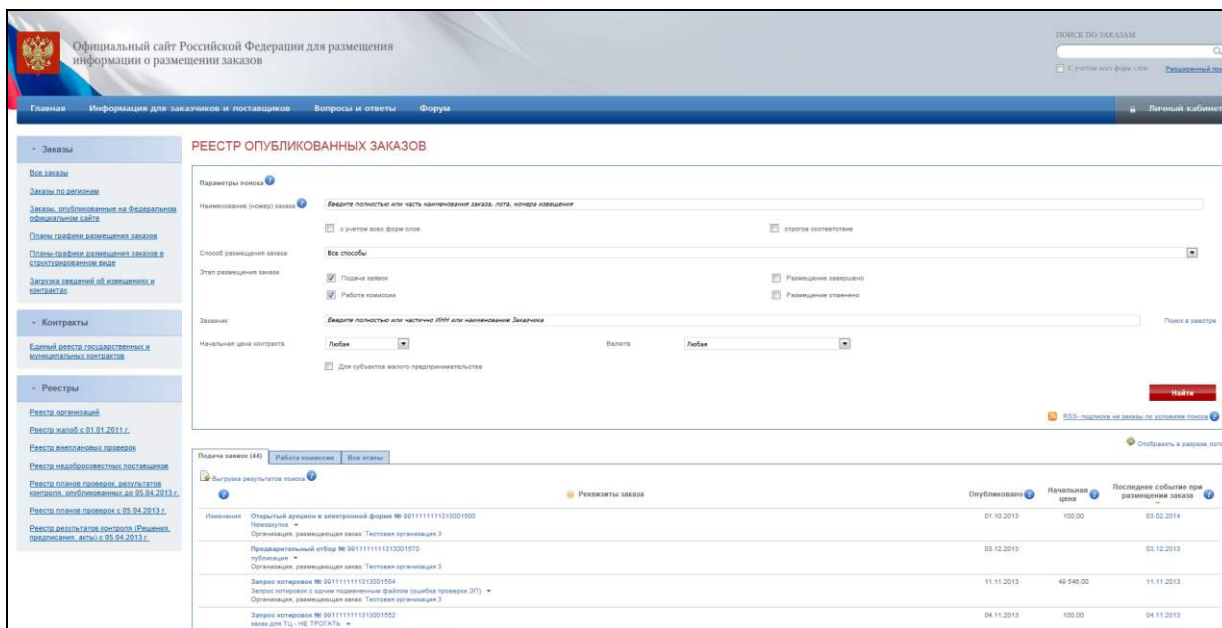 Официальный сайт Российской Федерации для размещения
информации о размещении заказов
ПОИСК ПО ЗАКАЗАМ
С учетом всех форм слов Расширенный
Главная Информация для заказчиков и поставщиков Вопросы и ответы Форум Личный кабинет
- Заказы
Все заказы
Заказы по регионам
Заказы, опубликованные на Федеральном
официальном сайте
Планы графики размещения заказов
Планы-графики размещения заказов в
структурированном виде
Загрузка сведений об извещениях и
контрактах
- Контракты
Единый реестр государственных и
муниципальных контрактов
- Реестры
Реестр организаций
Реестр жалоб с 01.01.2011 г.
Реестр внеплановых проверок
Реестр недобросовестных поставщиков
Реестр планов проверок, результатов
контроля, опубликованных до 05.04.2013 г.
Реестр планов проверок с 05.04.2013 г.
Реестр результатов контроля (Решения,
предписания, акты) с 05.04.2013 г.
РЕЕСТР ОПУБЛИКОВАННЫХ ЗАКАЗОВ
Параметры поиска
Наименование (номер) заказа Введите полностью или часть наименования заказа, лота, номера извещения
с учетом всех форм слов строгое соответствие
Способ размещения заказа Все способы
Этап размещения заказа Подача заявок Размещение завершено
Работа комиссии Размещение отменено
Заказчик Введите полностью или частично ИНН или наименование Заказчика Поиск в реестре
Начальная цена контракта Любая Валюта Любая
Для субъектов малого предпринимательства
Найти
RSS- подписка на заказы по условиям поиска
Отобразить в разрезе лото
Подача заявок (44) Работа комиссии Все этапы
Выгрузка результатов поиска
Реквизиты заказа Опубликовано Начальная цена Последнее событие при размещении заказа
Изменения Открытый аукцион в электронной форме № 0911111111313001600 01.10.2013 100,00 03.02.2014
Newзакупка
Организация, размещающая заказ: Тестовая организация 3
Предварительный отбор № 0911111111313001570 03.12.2013 03.12.2013
публикация
Организация, размещающая заказ: Тестовая организация 3
Запрос котировок № 0911111111313001564 11.11.2013 49 546,00 11.11.2013
Запрос котировок с одним подмененным файлом (ошибка проверки ЭП)
Организация, размещающая заказ: Тестовая организация 3
Запрос котировок № 0911111111313001552 04.11.2013 100,00 04.11.2013
заказ для ТЦ - НЕ ТРОГАТЬ